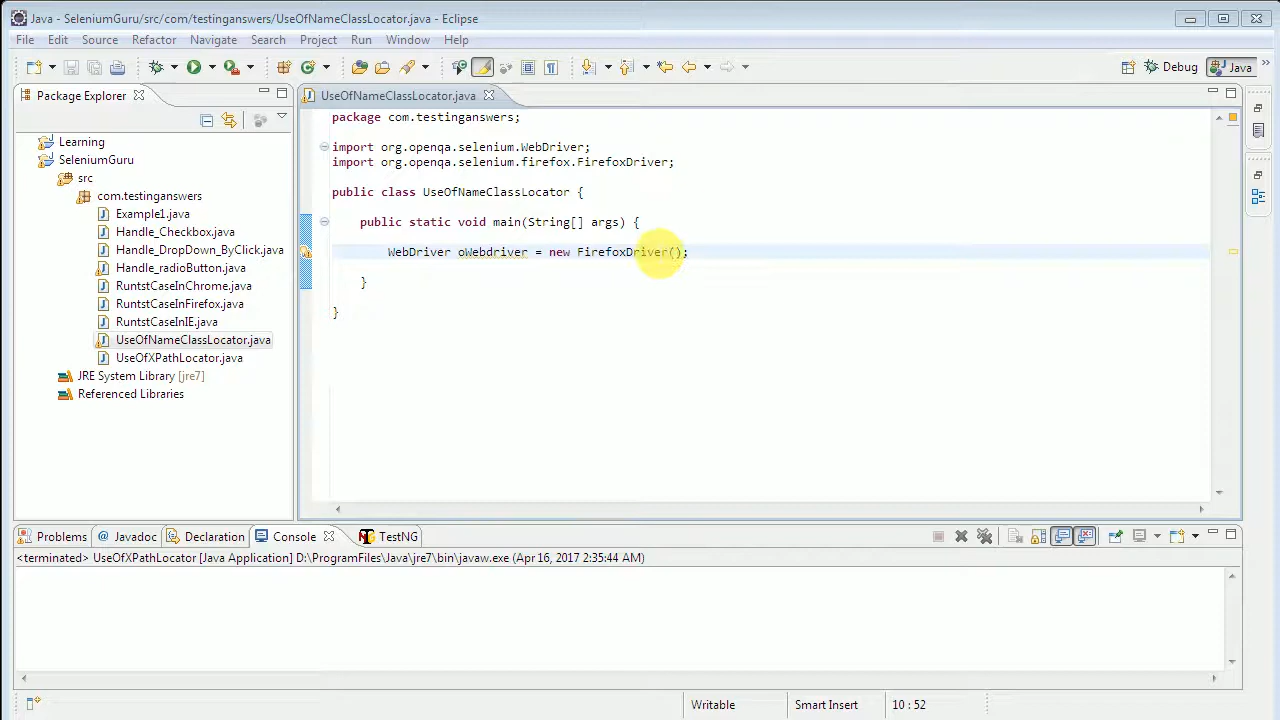 Java - SeleniumGuru/src/com/testinganswers/UseOfNameClassLocator.java - Eclipse
File Edit Source Refactor Navigate Search Project Run Window Help
Debug Java
Package Explorer
UseOfNameClassLocator.java
Learning
SeleniumGuru
src
com.testinganswers
Example1.java
Handle_Checkbox.java
Handle_DropDown_ByClick.java
Handle_radioButton.java
RuntstCaseInChrome.java
RuntstCaseInFirefox.java
RuntstCaseInIE.java
UseOfNameClassLocator.java
UseOfXPathLocator.java
JRE System Library [jre7]
Referenced Libraries
package com.testinganswers;
import org.openqa.selenium.WebDriver;
import org.openqa.selenium.firefox.FirefoxDriver;
public class UseOfNameClassLocator {
public static void main(String[] args) {
WebDriver oWebdriver = new FirefoxDriver();
}
}
Problems @ Javadoc Declaration Console TestNG
<terminated> UseOfXPathLocator [Java Application] D:\ProgramFiles\Java\jre7\bin\javaw.exe (Apr 16, 2017 2:35:44 AM)
Writable Smart Insert 10 : 52